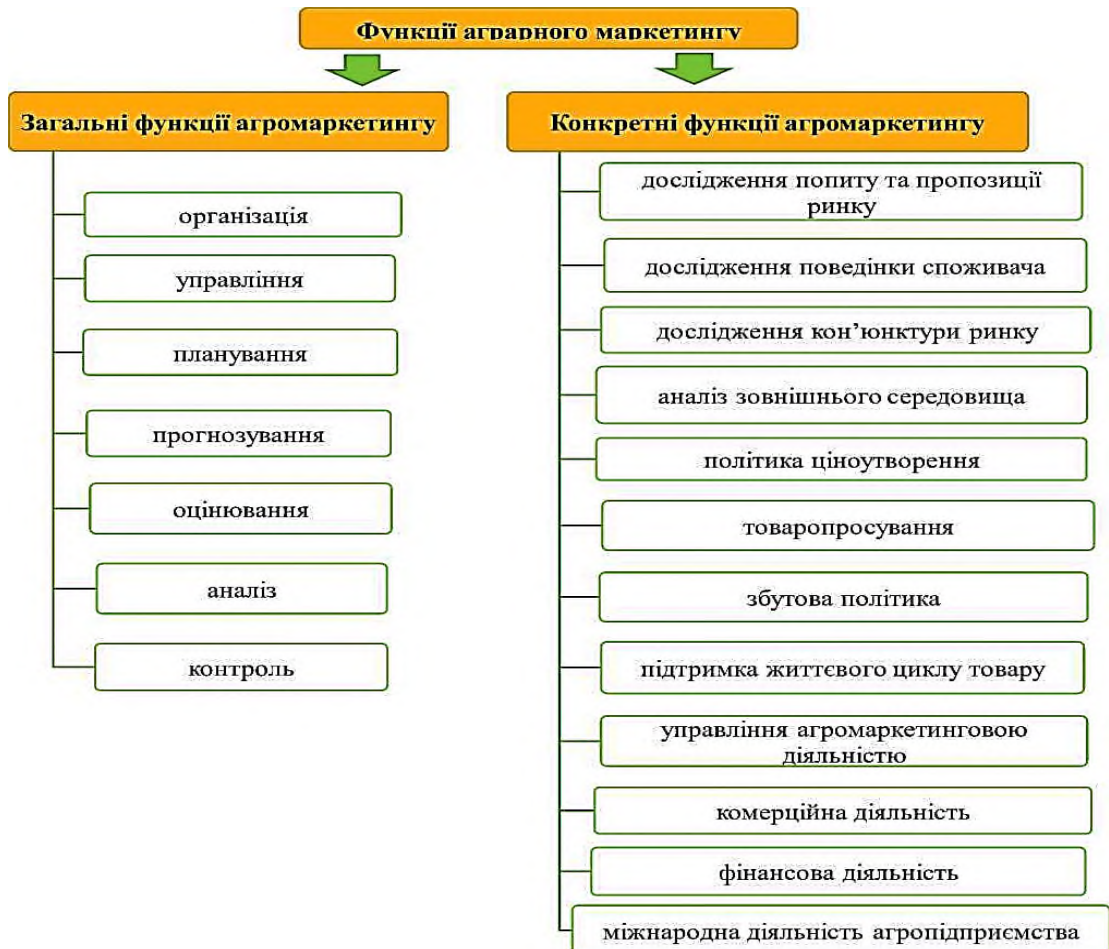 Функції аграрного маркетингу
Загальні функції агромаркетингу
організація
управління
планування
прогнозування
оцінювання
аналіз
контроль
Конкретні функції агромаркетингу
дослідження попиту та пропозиції
ринку
дослідження поведінки споживача
дослідження кон’юнктури ринку
аналіз зовнішнього середовища
політика ціноутворення
товаропросування
збутова політика
підтримка життєвого циклу товару
управління агромаркетинговою
діяльністю
комерційна діяльність
фінансова діяльність
міжнародна діяльність агропідприємства